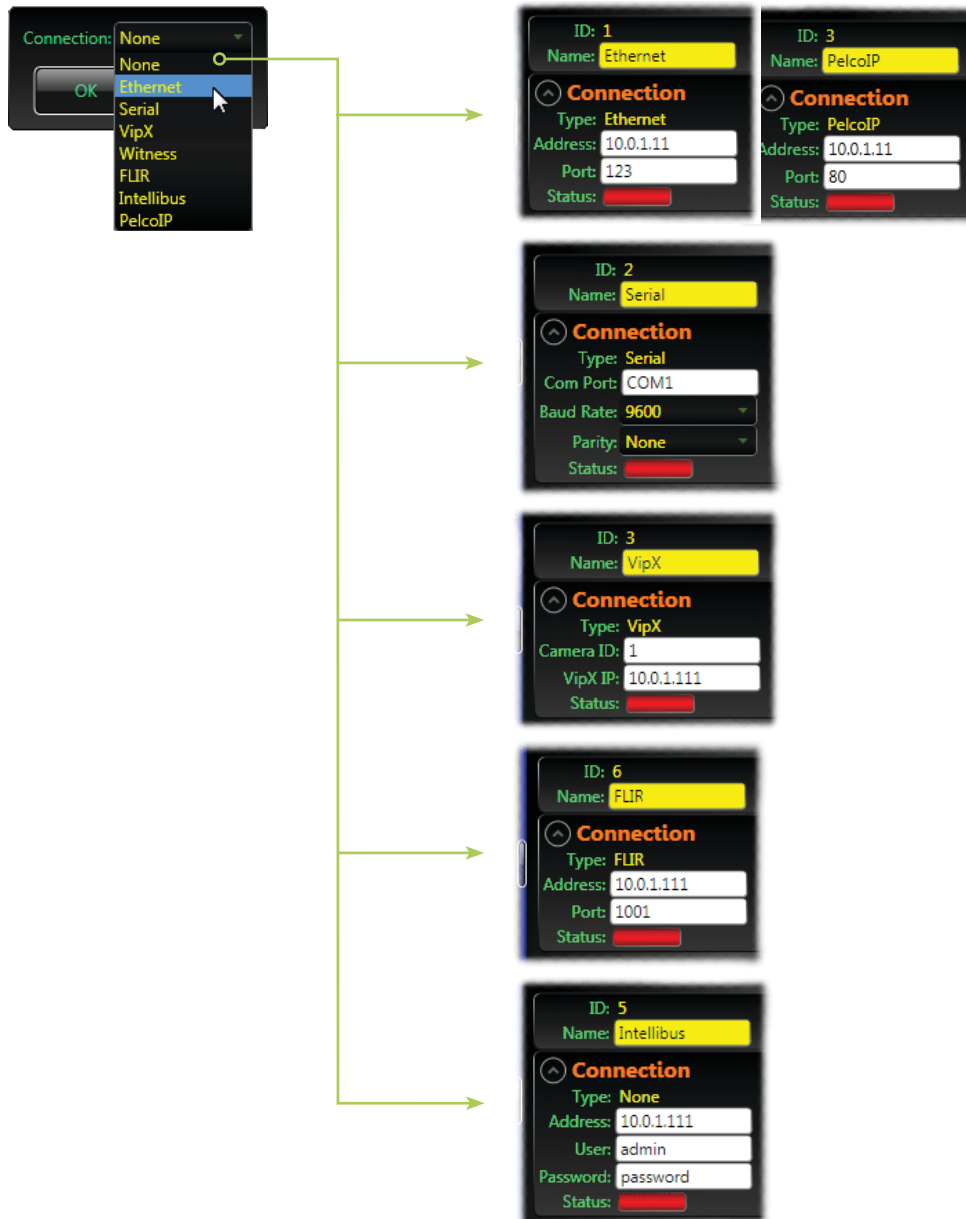 Connection: None
None
OK
Ethernet
Serial
VipX
Witness
FLIR
Intellibus
PelcoIP
ID: 1
Name: Ethernet
Connection
Type: Ethernet
Address: 10.0.1.11
Port: 123
Status:
ID: 3
Name: PelcoIP
Connection
Type: PelcoIP
Address: 10.0.1.11
Port: 80
Status:
ID: 2
Name: Serial
Connection
Type: Serial
Com Port: COM1
Baud Rate: 9600
Parity: None
Status:
ID: 3
Name: VipX
Connection
Type: VipX
Camera ID: 1
VipX IP: 10.0.1.111
Status:
ID: 6
Name: FLIR
Connection
Type: FLIR
Address: 10.0.1.111
Port: 1001
Status:
ID: 5
Name: Intellibus
Connection
Type: None
Address: 10.0.1.111
User: admin
Password: password
Status: